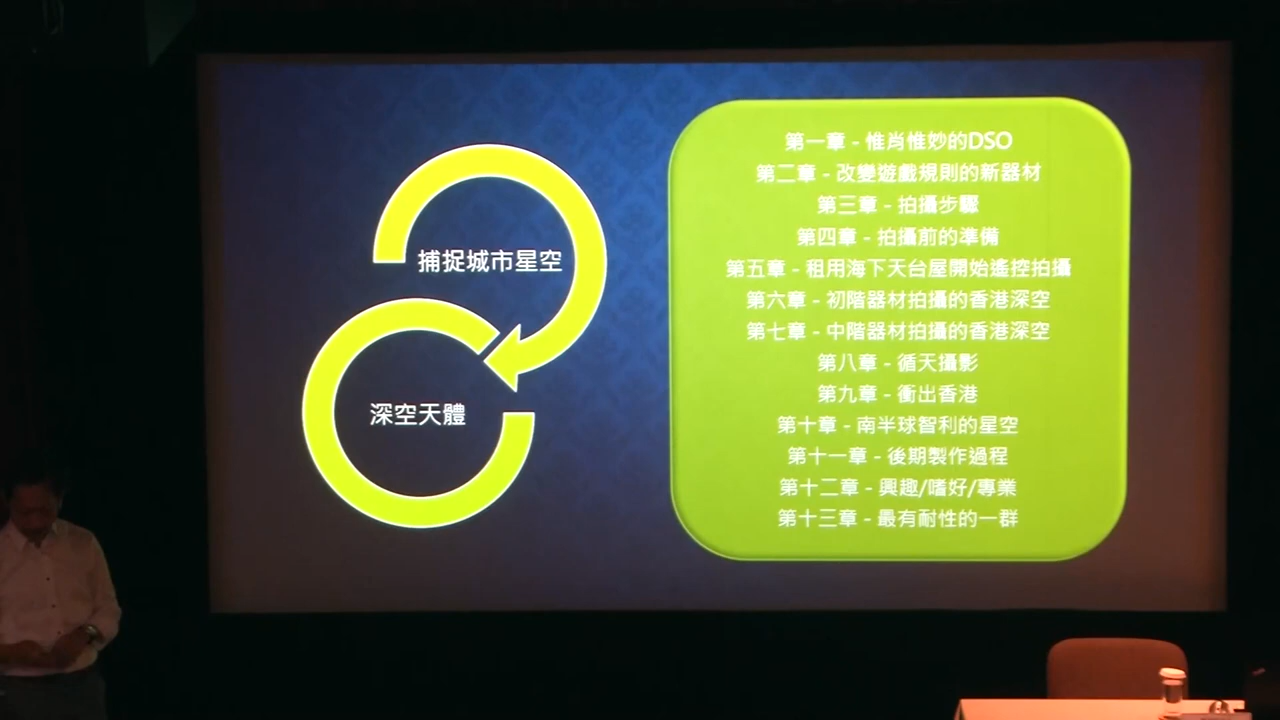 捕捉城市星空
深空天體
第一章 - 惟肖惟妙的DSO
第二章 - 改變遊戲規則的新器材
第三章 - 拍攝步驟
第四章 - 拍攝前的準備
第五章 - 租用海下天台屋開始遙控拍攝
第六章 - 初階器材拍攝的香港深空
第七章 - 中階器材拍攝的香港深空
第八章 - 循天攝影
第九章 - 衝出香港
第十章 - 南半球智利的星空
第十一章 - 後期製作過程
第十二章 - 興趣/嗜好/專業
第十三章 - 最有耐性的一群